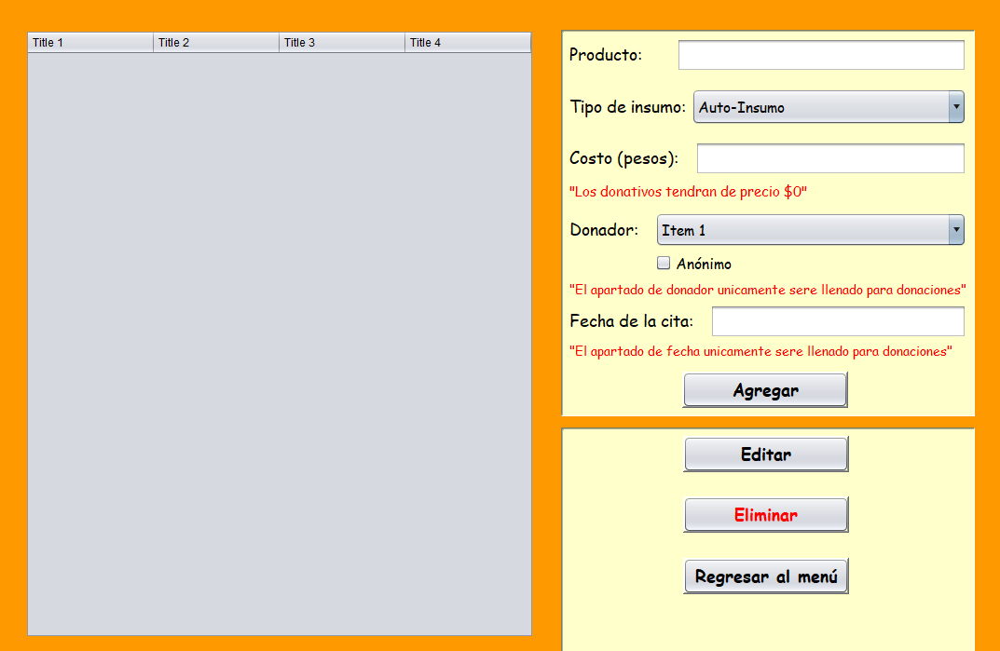 Title 1 Title 2 Title 3 Title 4
Producto:
Tipo de insumo: Auto-Insumo
Costo (pesos):
"Los donativos tendran de precio $0"
Donador: Item 1
Anónimo
"El apartado de donador unicamente sere llenado para donaciones"
Fecha de la cita:
"El apartado de fecha unicamente sere llenado para donaciones"
Agregar
Editar
Eliminar
Regresar al menú